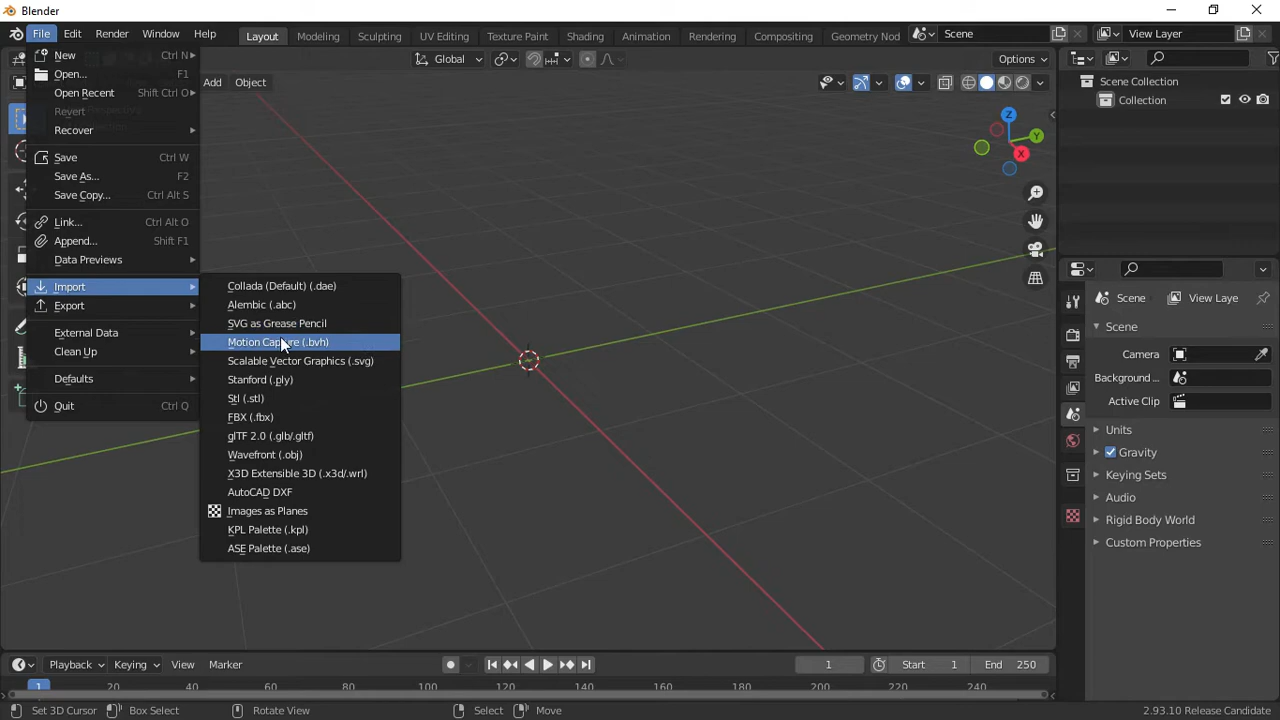 Blender
File Edit Render Window Help Layout Modeling Sculpting UV Editing Texture Paint Shading Animation Rendering Compositing Geometry Nod Scene View Layer
Global Options
Add Object
New Ctrl N
Open... F1
Open Recent Shift Ctrl O
Revert
Recover
Save Ctrl W
Save As... F2
Save Copy... Ctrl Alt S
Link... Ctrl Alt O
Append... Shift F1
Data Previews
Import
Export
External Data
Clean Up
Defaults
Quit Ctrl Q
Collada (Default) (.dae)
Alembic (.abc)
SVG as Grease Pencil
Motion Capture (.bvh)
Scalable Vector Graphics (.svg)
Stanford (.ply)
Stl (.stl)
FBX (.fbx)
glTF 2.0 (.glb/.gltf)
Wavefront (.obj)
X3D Extensible 3D (.x3d/.wrl)
AutoCAD DXF
Images as Planes
KPL Palette (.kpl)
ASE Palette (.ase)
Z
Y
X
Scene Collection
Collection
Scene View Laye
Scene
Camera
Background ...
Active Clip
Units
Gravity
Keying Sets
Audio
Rigid Body World
Custom Properties
Playback Keying View Marker 1 Start 1 End 250
1 20 40 60 80 100 120 140 160 180 200 220 240
Set 3D Cursor Box Select Rotate View Select Move 2.93.10 Release Candidate